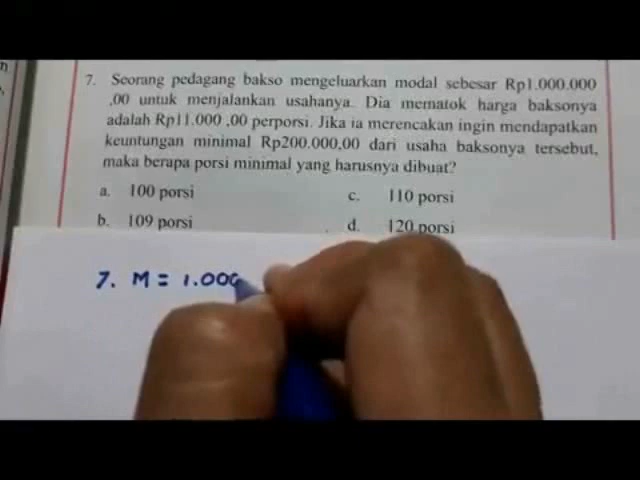 7. Seorang pedagang bakso mengeluarkan modal sebesar Rp1.000.000
,00 untuk menjalankan usahanya. Dia mematok harga baksonya
adalah Rp11.000 ,00 perporsi. Jika ia merencakan ingin mendapatkan
keuntungan minimal Rp200.000,00 dari usaha baksonya tersebut,
maka berapa porsi minimal yang harusnya dibuat?
a. 100 porsi
c. 110 porsi
b. 109 porsi
d. 120 porsi
7. M = 1.000